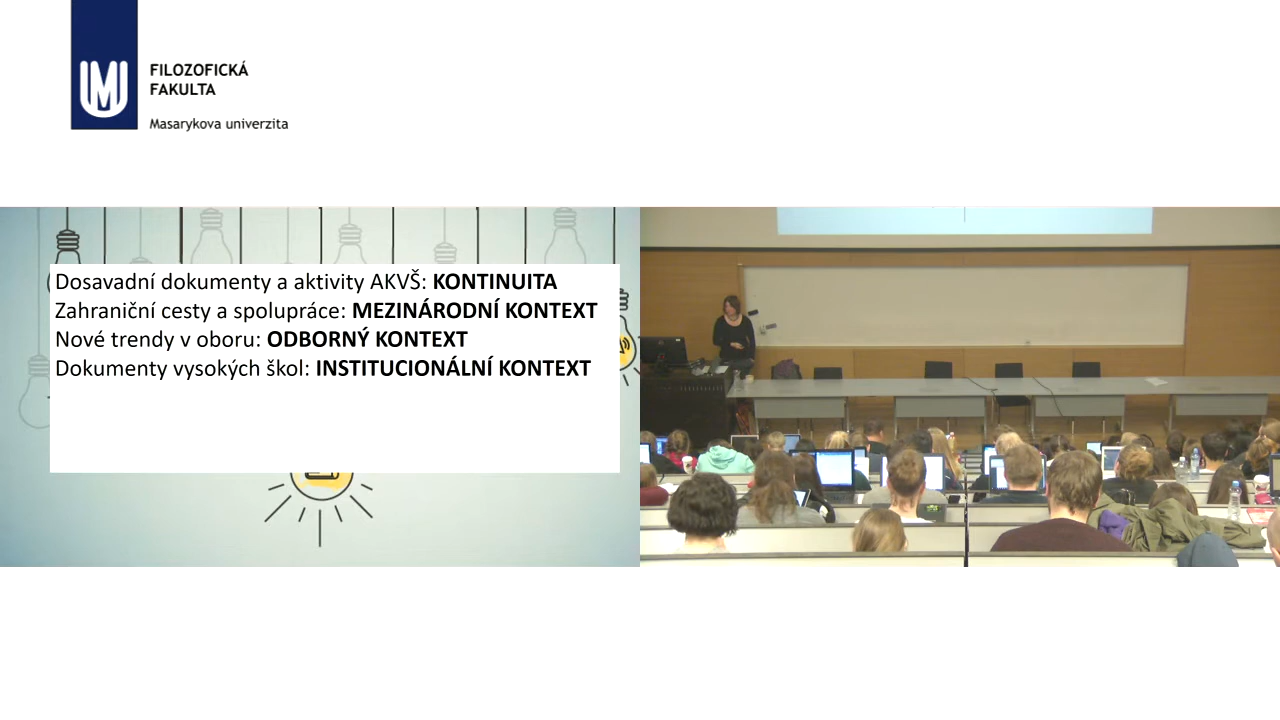 FILOZOFICKÁ
FAKULTA
Masarykova univerzita
Dosavadní dokumenty a aktivity AKVŠ: KONTINUITA
Zahraniční cesty a spolupráce: MEZINÁRODNÍ KONTEXT
Nové trendy v oboru: ODBORNÝ KONTEXT
Dokumenty vysokých škol: INSTITUCIONÁLNÍ KONTEXT